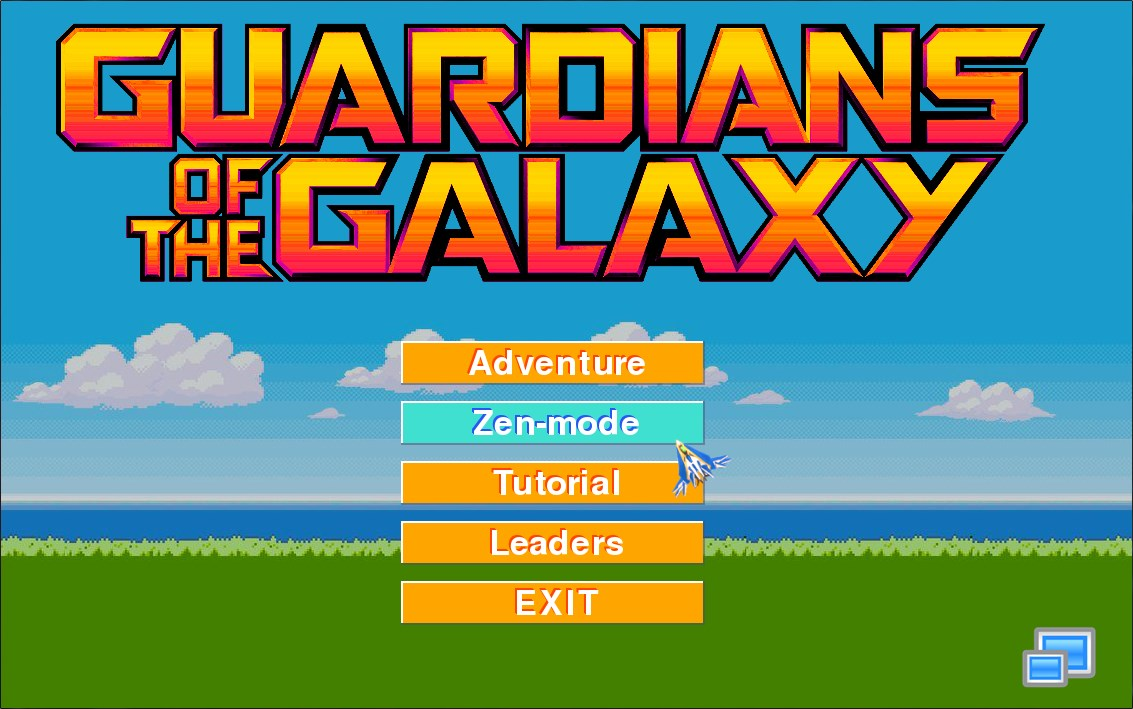 GUARDIANS
OF THE GALAXY
Adventure
Zen-mode
Tutorial
Leaders
EXIT